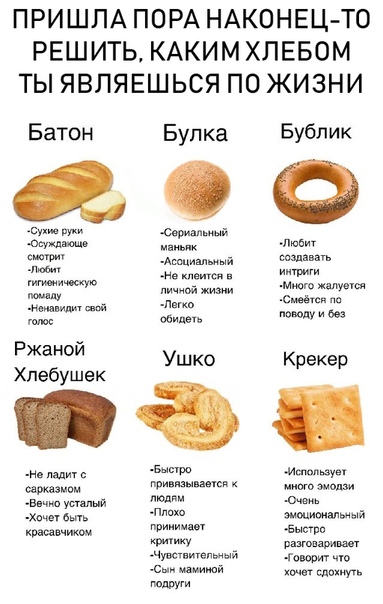 ПРИШЛА ПОРА НАКОНЕЦ-ТО
РЕШИТЬ, КАКИМ ХЛЕБОМ
ТЫ ЯВЛЯЕШЬСЯ ПО ЖИЗНИ
Батон
-Сухие руки
-Осуждающе
смотрит
-Любит
гигиеническую
помаду
-Ненавидит свой
голос
Булка
-Сериальный
маньяк
-Асоциальный
-Не клеится в
личной жизни
-Легко
обидеть
Бублик
-Любит
создавать
интриги
-Много жалуется
-Смеётся по
поводу и без
Ржаной
Хлебушек
-Не ладит с
сарказмом
-Вечно усталый
-Хочет быть
красавчиком
Ушко
-Быстро
привязывается к
людям
-Плохо
принимает
критику
-Чувствительный
-Сын маминой
подруги
Крекер
-Использует
много эмодзи
-Очень
эмоциональный
-Быстро
разговаривает
-Говорит что
хочет сдохнуть